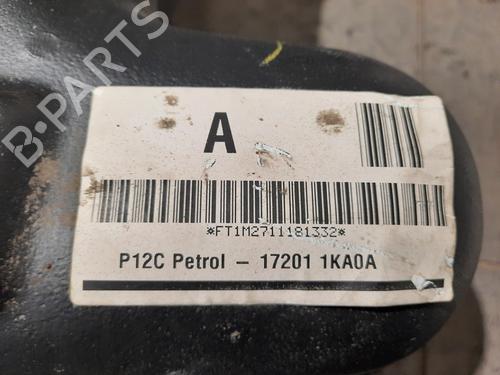 B-PARTS
A
*FT1M2711181332*
P12C Petrol – 17201 1KA0A